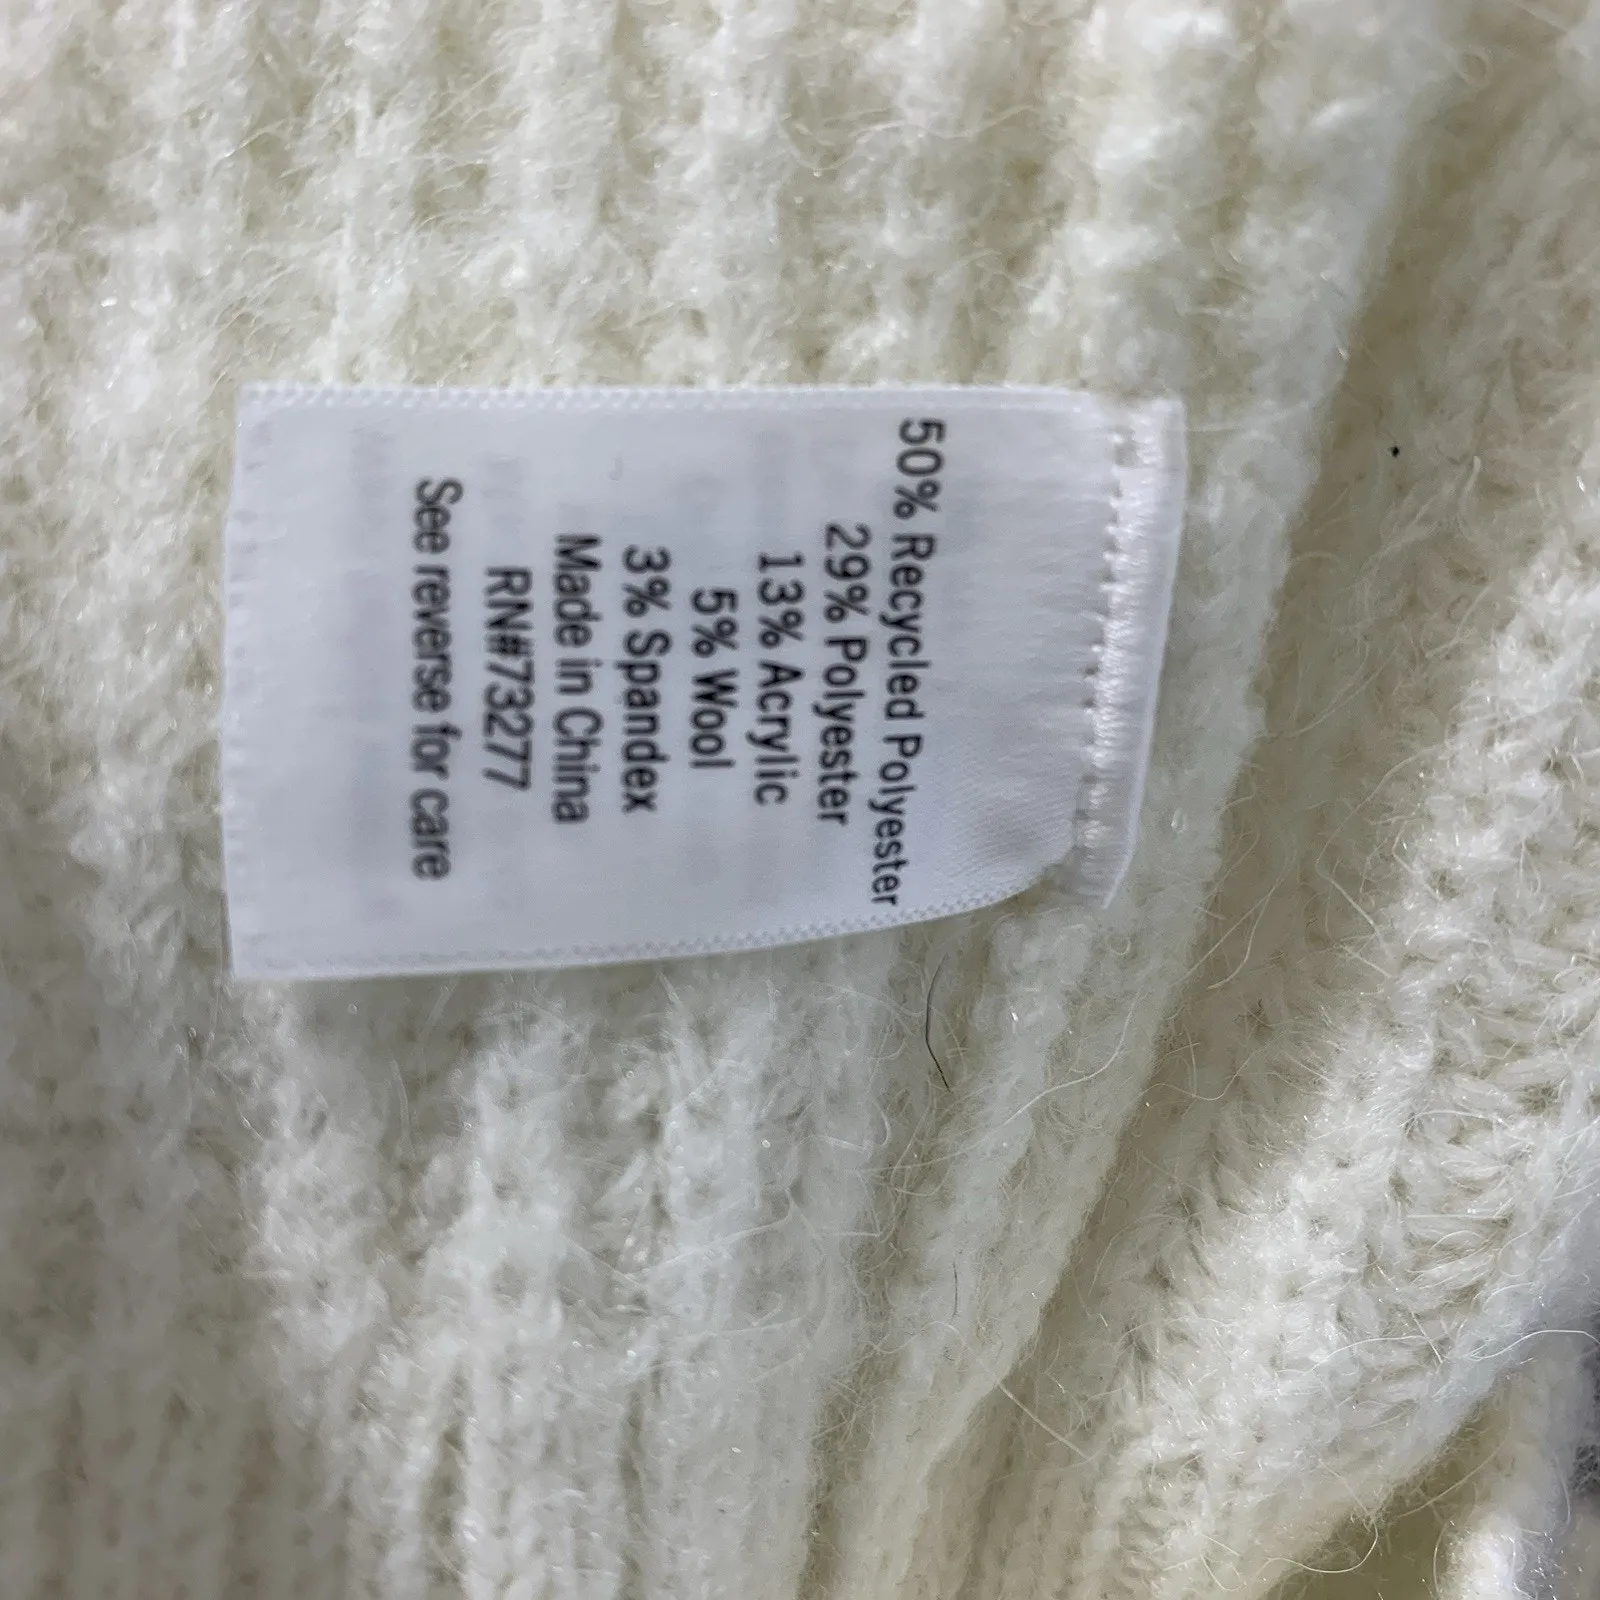 50% Recycled Polyester
29% Polyester
13% Acrylic
5% Wool
3% Spandex
Made in China
RN#73277
See reverse for care